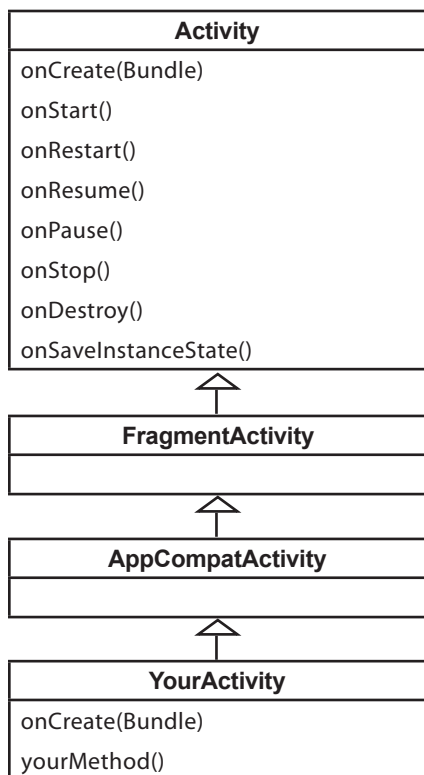 Activity
onCreate(Bundle)
onStart()
onRestart()
onResume()
onPause()
onStop()
onDestroy()
onSaveInstanceState()
FragmentActivity
AppCompatActivity
YourActivity
onCreate(Bundle)
yourMethod()